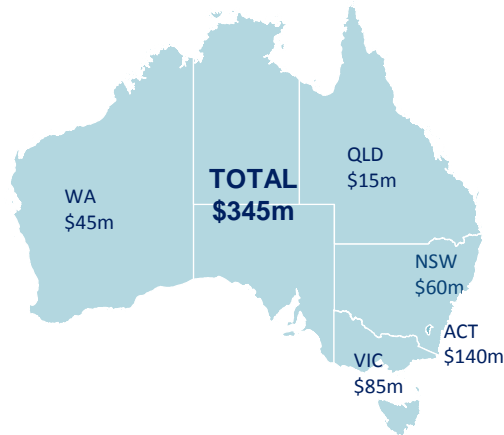 QLD
$15m
TOTAL
$345m
WA
$45m
NSW
$60m
ACT
$140m
VIC
$85m